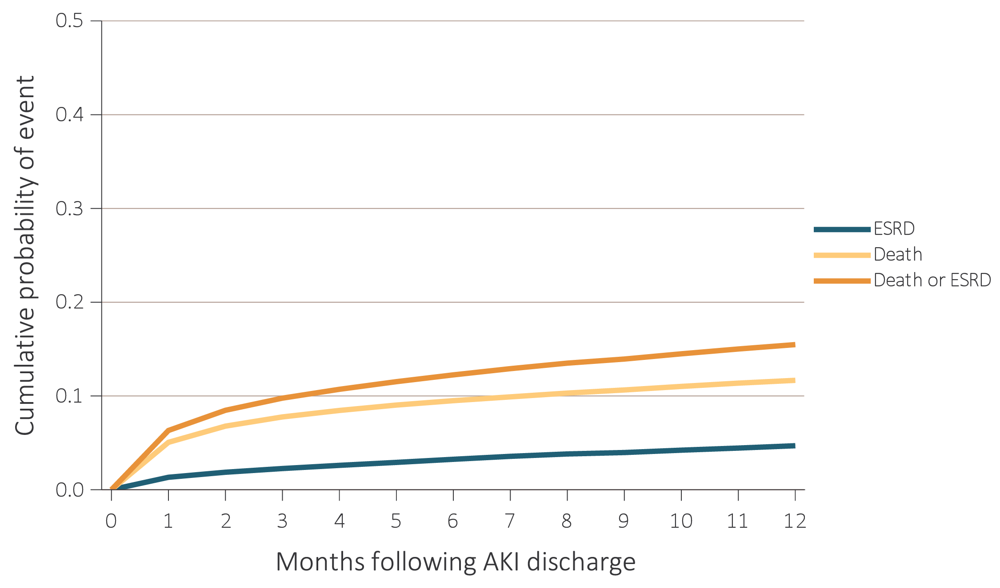 Cumulative probability of event
0.5
0.4
0.3
0.2
0.1
0.0
0 1 2 3 4 5 6 7 8 9 10 11 12
Months following AKI discharge
ESRD
Death
Death or ESRD